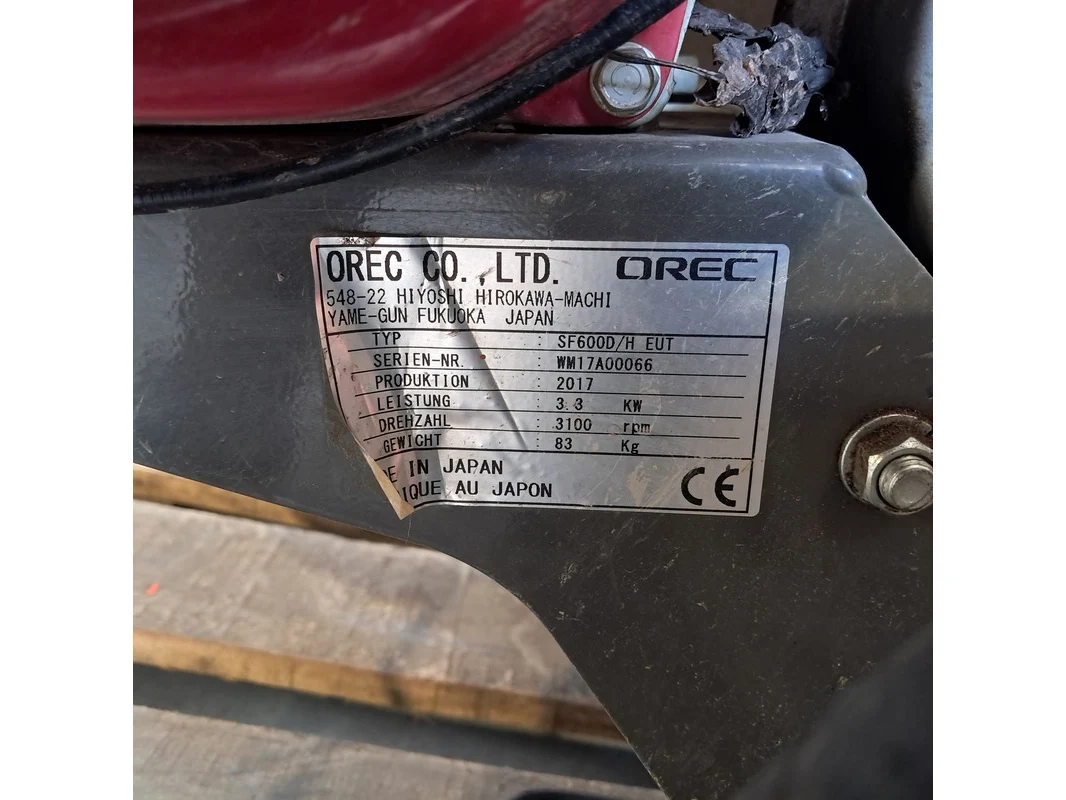 OREC CO.,LTD. OREC
548-22 HIYOSHI HIROKAWA-MACHI
YAME-GUN FUKUOKA JAPAN
TYP : SF600D/H EUT
SERIEN-NR. : WM17A00066
PRODUKTION : 2017
LEISTUNG : 3.3 KW
DREHZAHL : 3100 rpm
GEWICHT : 83 Kg
DE IN JAPAN
IQUE AU JAPON CE